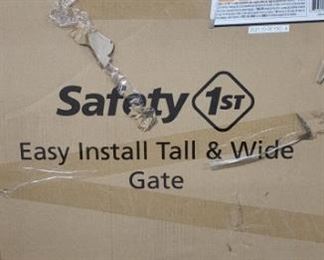 Safety 1ST
Easy Install Tall & Wide
Gate